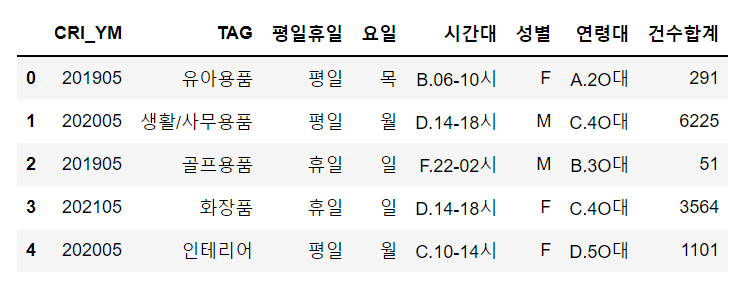 CRI_YM TAG 평일휴일 요일 시간대 성별 연령대 건수합계
0 201905 유아용품 평일 목 B.06-10시 F A.2O대 291
1 202005 생활/사무용품 평일 월 D.14-18시 M C.4O대 6225
2 201905 골프용품 휴일 일 F.22-02시 M B.3O대 51
3 202105 화장품 휴일 일 D.14-18시 F C.4O대 3564
4 202005 인테리어 평일 월 C.10-14시 F D.5O대 1101